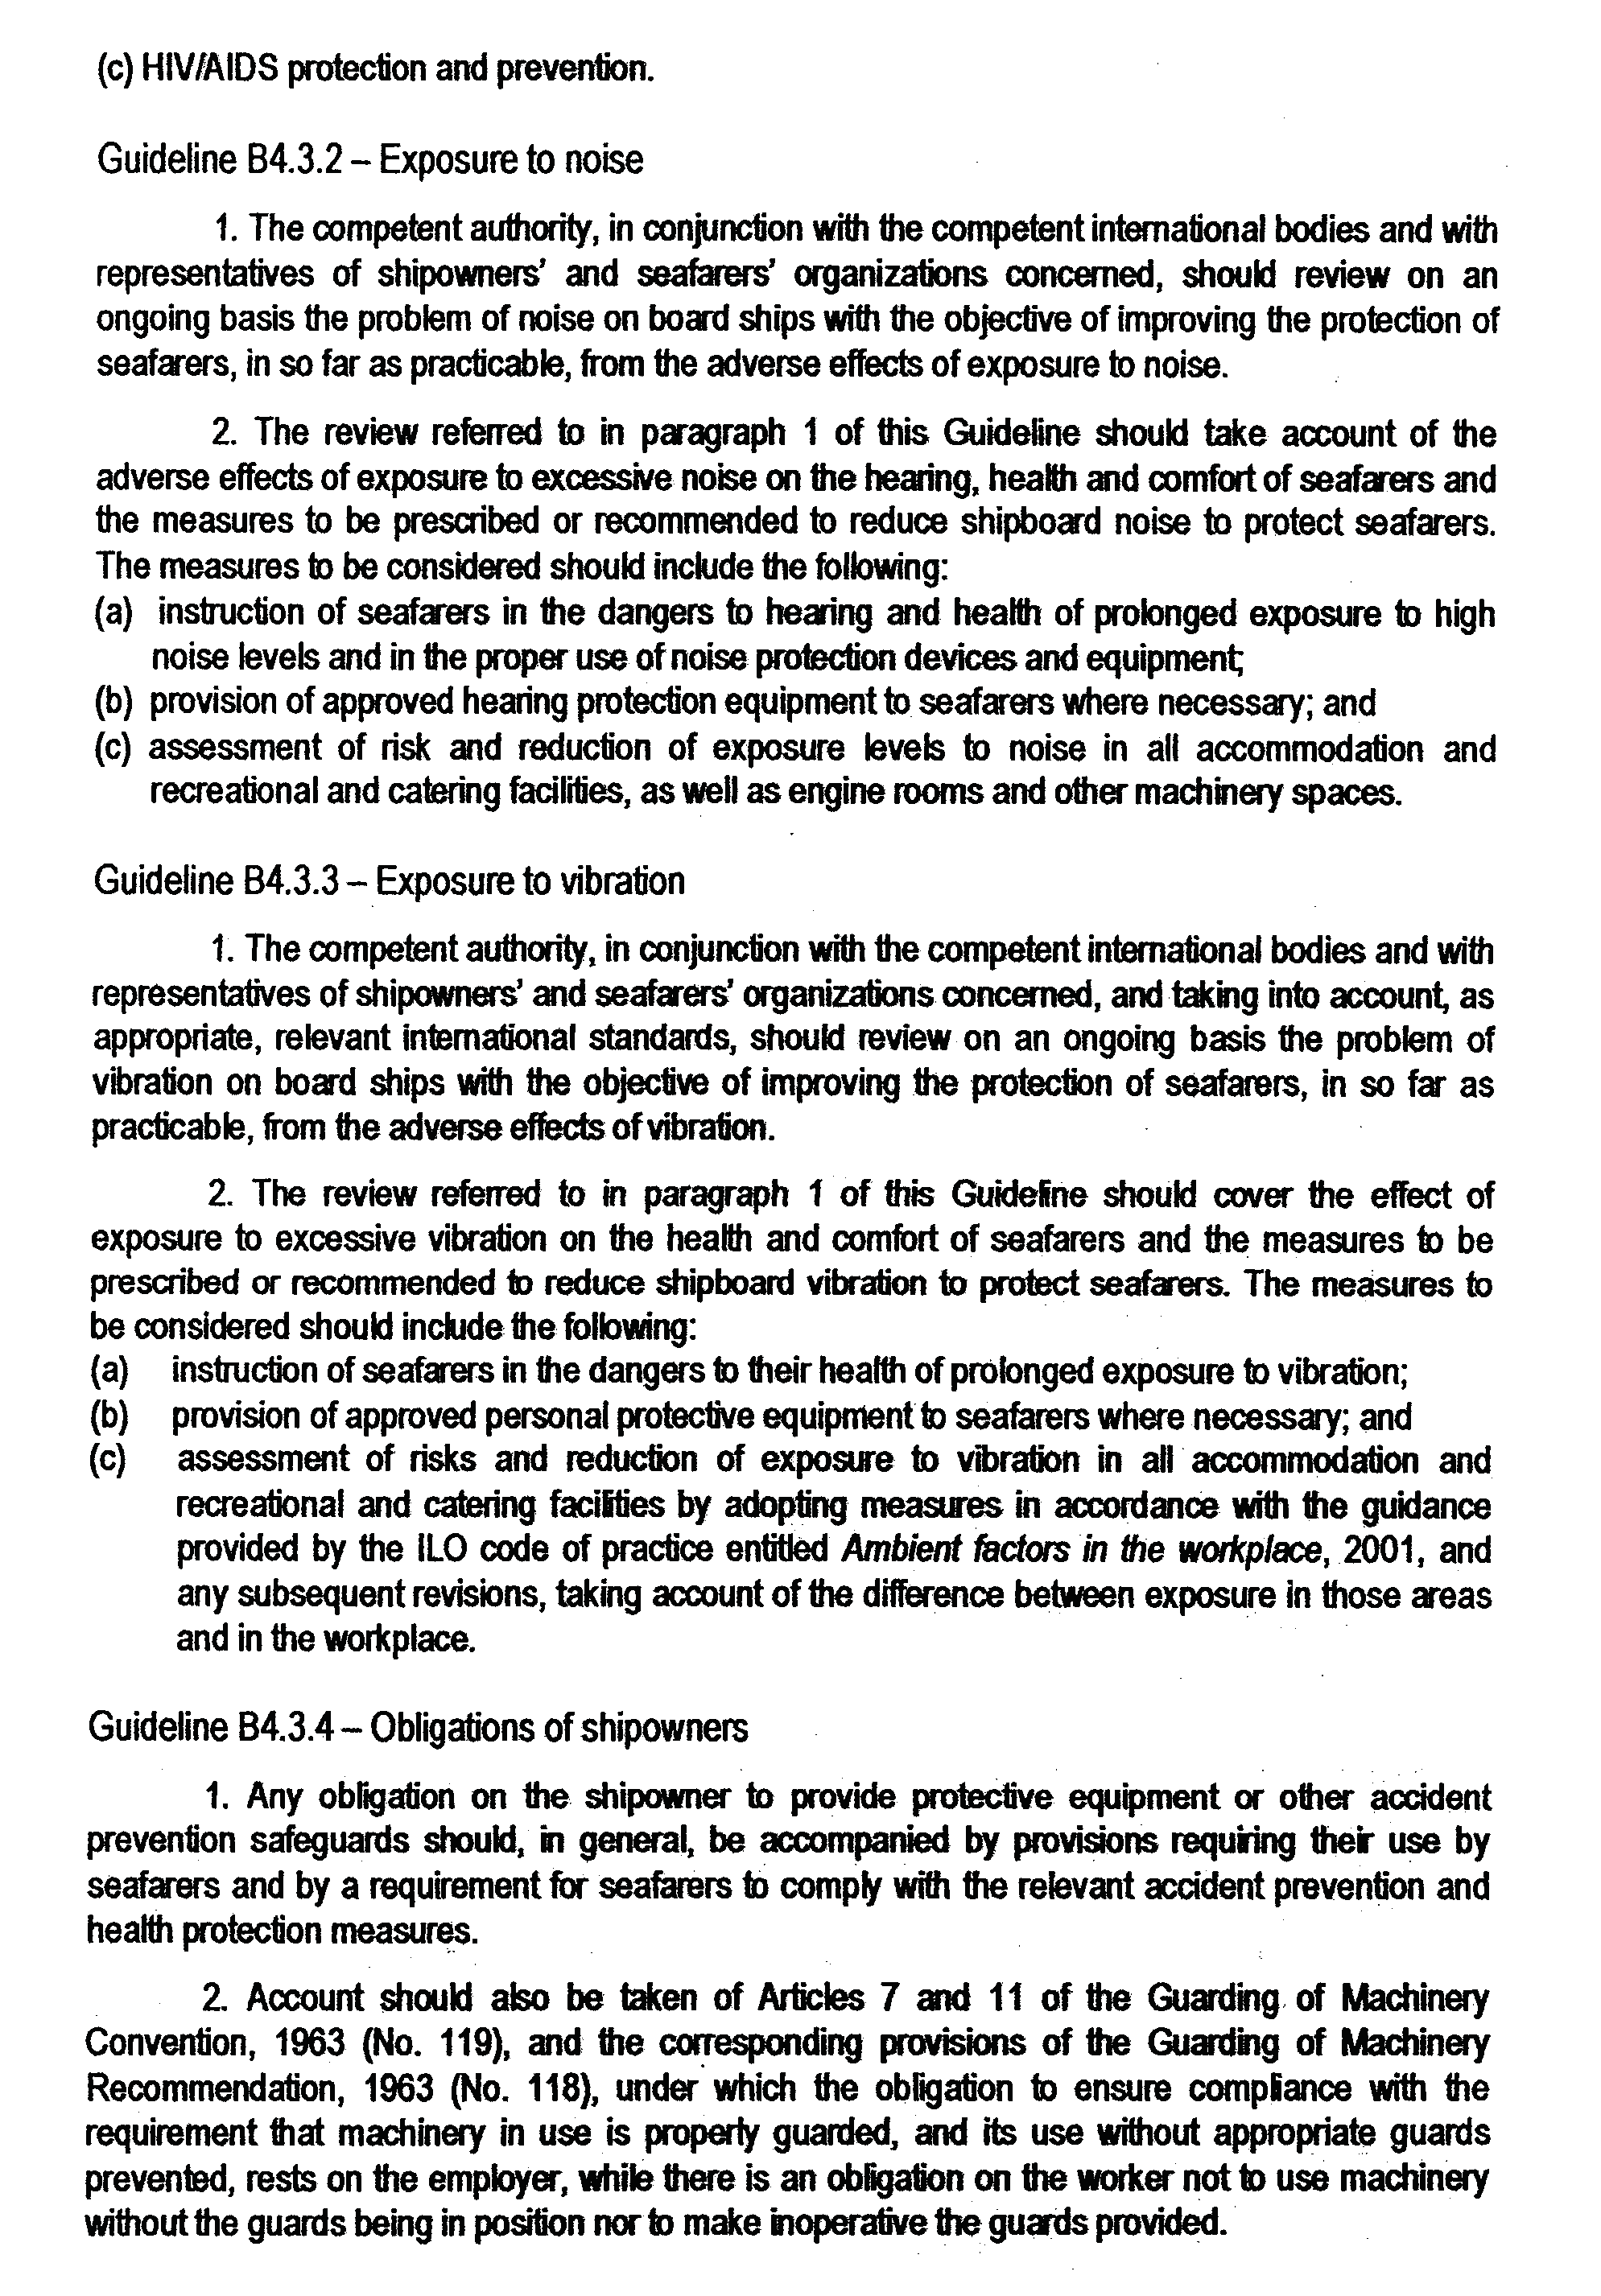 (c) HIV/AIDS protection and prevention.
Guideline B4.3.2 – Exposure to noise
1. The competent authority, in conjunction with the competent international bodies and with
representatives of shipowners' and seafarers' organizations concerned, should review on an
ongoing basis the problem of noise on board ships with the objective of improving the protection of
seafarers, in so far as practicable, from the adverse effects of exposure to noise.
2. The review referred to in paragraph 1 of this Guideline should take account of the
adverse effects of exposure to excessive noise on the hearing, health and comfort of seafarers and
the measures to be prescribed or recommended to reduce shipboard noise to protect seafarers.
The measures to be considered should include the following:
(a) instruction of seafarers in the dangers to hearing and health of prolonged exposure to high
noise levels and in the proper use of noise protection devices and equipment;
(b) provision of approved hearing protection equipment to seafarers where necessary; and
(c) assessment of risk and reduction of exposure levels to noise in all accommodation and
recreational and catering facilities, as well as engine rooms and other machinery spaces.
Guideline B4.3.3 – Exposure to vibration
1. The competent authority, in conjunction with the competent international bodies and with
representatives of shipowners' and seafarers' organizations concerned, and taking into account, as
appropriate, relevant international standards, should review on an ongoing basis the problem of
vibration on board ships with the objective of improving the protection of seafarers, in so far as
practicable, from the adverse effects of vibration.
2. The review referred to in paragraph 1 of this Guideline should cover the effect of
exposure to excessive vibration on the health and comfort of seafarers and the measures to be
prescribed or recommended to reduce shipboard vibration to protect seafarers. The measures to
be considered should include the following:
(a) instruction of seafarers in the dangers to their health of prolonged exposure to vibration;
(b) provision of approved personal protective equipment to seafarers where necessary; and
(c) assessment of risks and reduction of exposure to vibration in all accommodation and
recreational and catering facilities by adopting measures in accordance with the guidance
provided by the ILO code of practice entitled Ambient factors in the workplace, 2001, and
any subsequent revisions, taking account of the difference between exposure in those areas
and in the workplace.
Guideline B4.3.4 – Obligations of shipowners
1. Any obligation on the shipowner to provide protective equipment or other accident
prevention safeguards should, in general, be accompanied by provisions requiring their use by
seafarers and by a requirement for seafarers to comply with the relevant accident prevention and
health protection measures.
2. Account should also be taken of Articles 7 and 11 of the Guarding of Machinery
Convention, 1963 (No. 119), and the corresponding provisions of the Guarding of Machinery
Recommendation, 1963 (No. 118), under which the obligation to ensure compliance with the
requirement that machinery in use is properly guarded, and its use without appropriate guards
prevented, rests on the employer, while there is an obligation on the worker not to use machinery
without the guards being in position nor to make inoperative the guards provided.